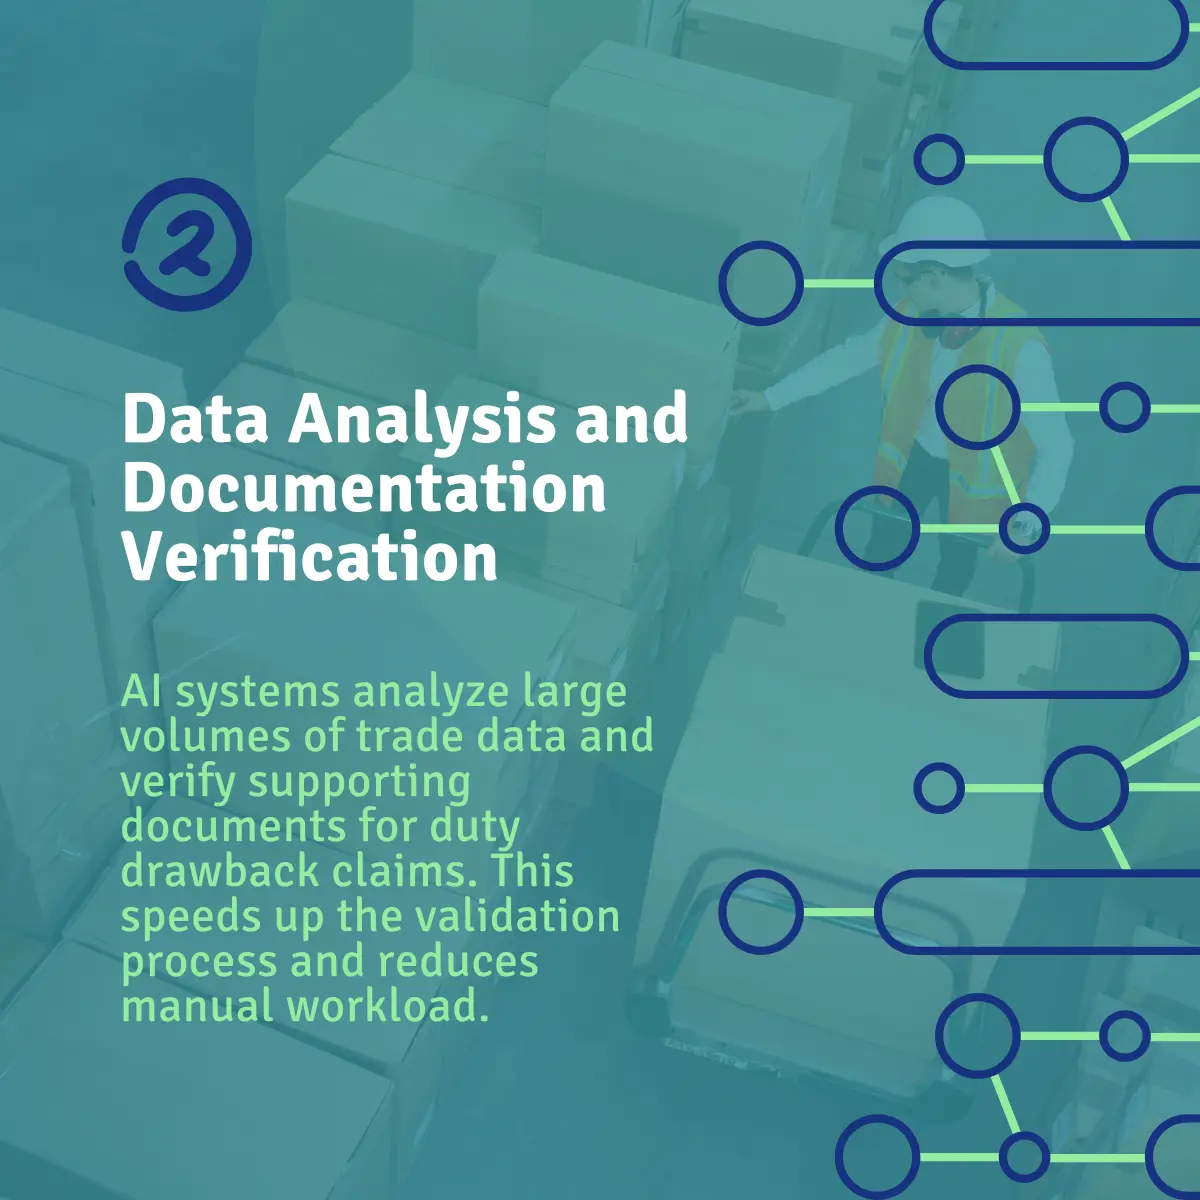 2
Data Analysis and
Documentation
Verification
AI systems analyze large
volumes of trade data and
verify supporting
documents for duty
drawback claims. This
speeds up the validation
process and reduces
manual workload.